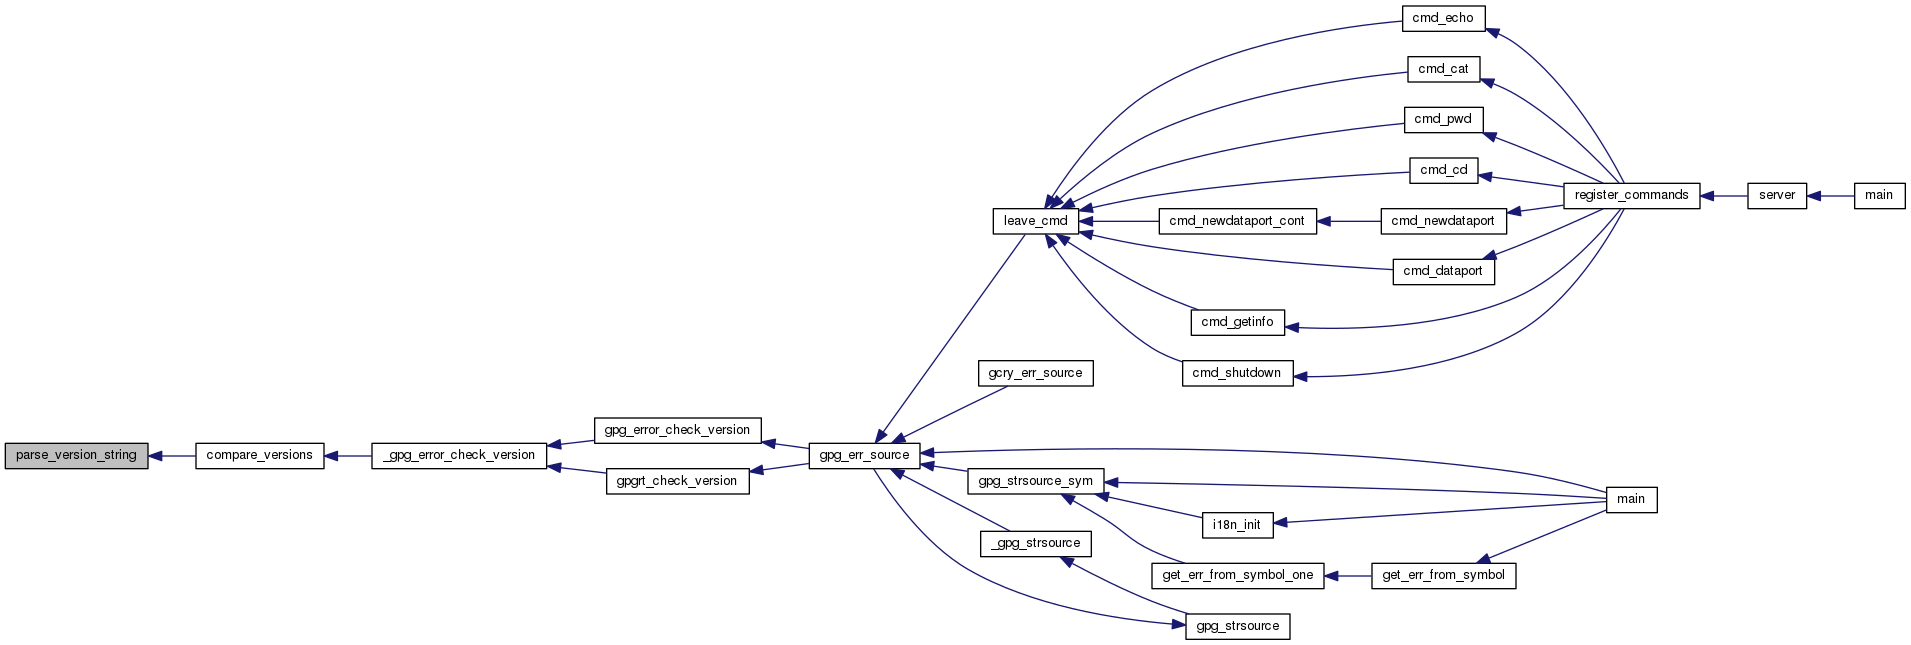 cmd_echo
cmd_cat
cmd_pwd
cmd_cd
register_commands
server
main
leave_cmd
cmd_newdataport_cont
cmd_newdataport
cmd_dataport
cmd_getinfo
cmd_shutdown
gcry_err_source
parse_version_string
compare_versions
_gpg_error_check_version
gpg_error_check_version
gpgrt_check_version
gpg_err_source
gpg_strsource_sym
main
i18n_init
_gpg_strsource
get_err_from_symbol_one
get_err_from_symbol
gpg_strsource